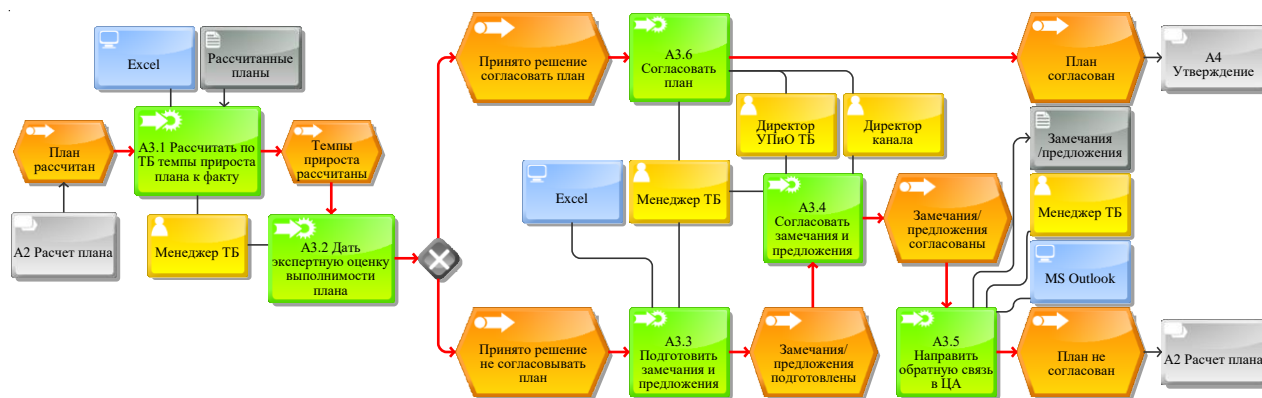 Excel
Рассчитанные
планы
План
рассчитан
A3.1 Рассчитать по
ТБ темпы прироста
плана к факту
Темпы
прироста
рассчитаны
A2 Расчет плана
Менеджер ТБ
A3.2 Дать
экспертную оценку
выполнимости
плана
Принято решение
согласовать план
A3.6
Согласовать
план
План
согласован
A4
Утверждение
Директор
УПиО ТБ
Директор
канала
Excel
Менеджер ТБ
A3.4
Согласовать
замечания и
предложения
Замечания/
предложения
согласованы
Замечания
/предложения
Менеджер ТБ
MS Outlook
Принято решение
не согласовывать
план
A3.3
Подготовить
замечания и
предложения
Замечания/
предложения
подготовлены
A3.5
Направить
обратную связь
в ЦА
План не
согласован
A2 Расчет плана